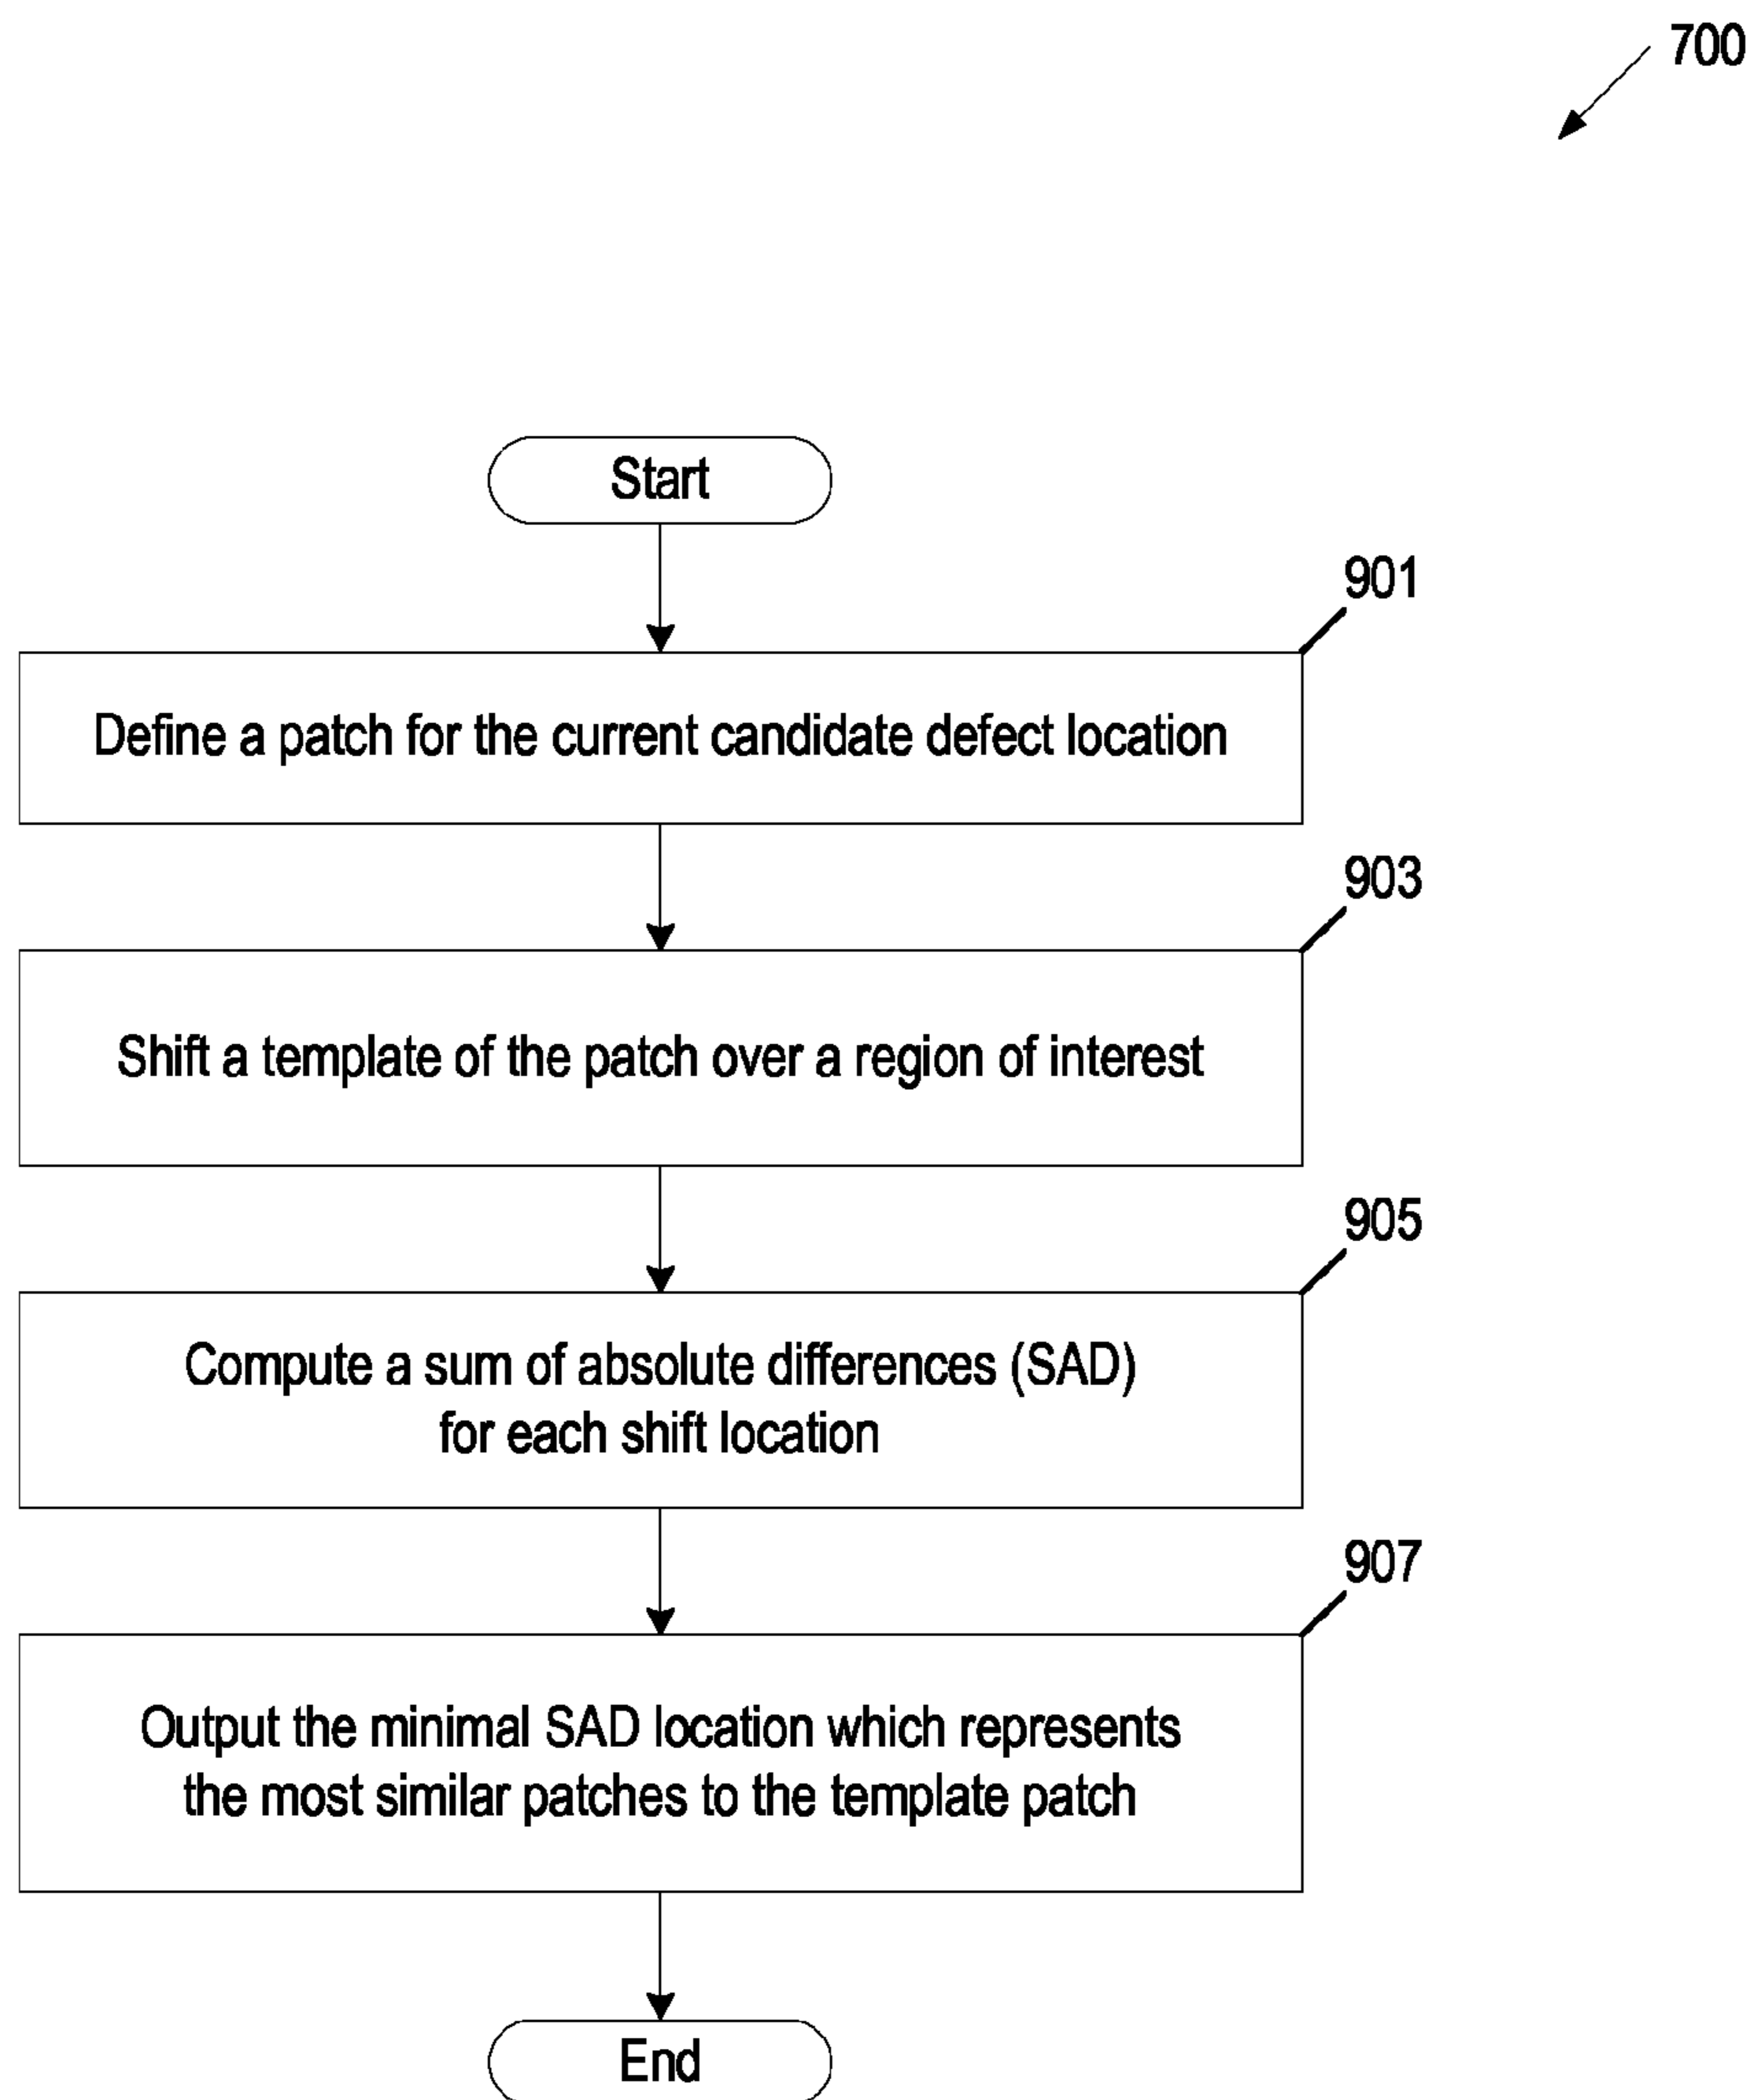 700
Start
901
Define a patch for the current candidate defect location
903
Shift a template of the patch over a region of interest
905
Compute a sum of absolute differences (SAD)
for each shift location
907
Output the minimal SAD location which represents
the most similar patches to the template patch
End